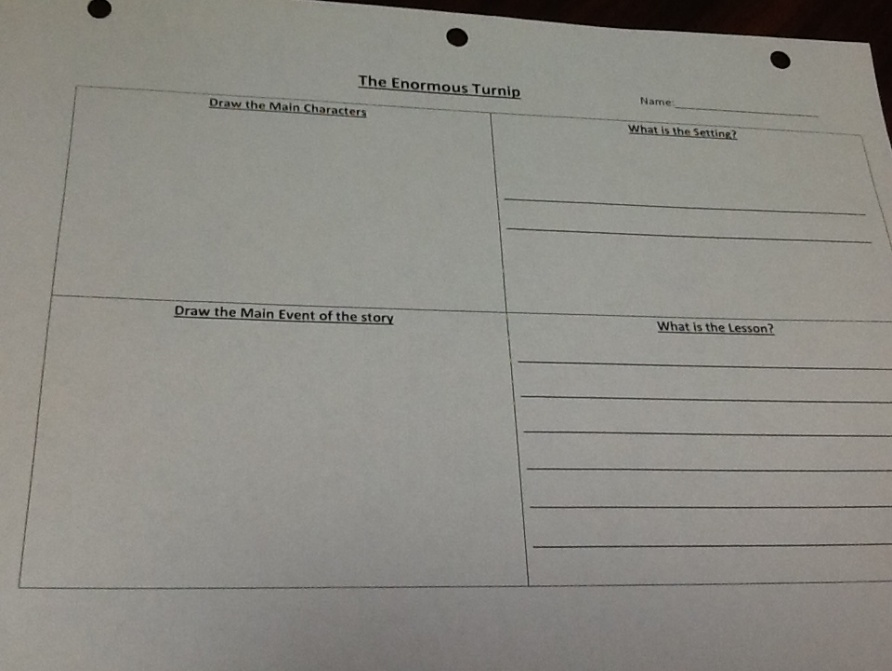 The Enormous Turnip
Name:
Draw the Main Characters
What is the Setting?
Draw the Main Event of the story
What is the Lesson?